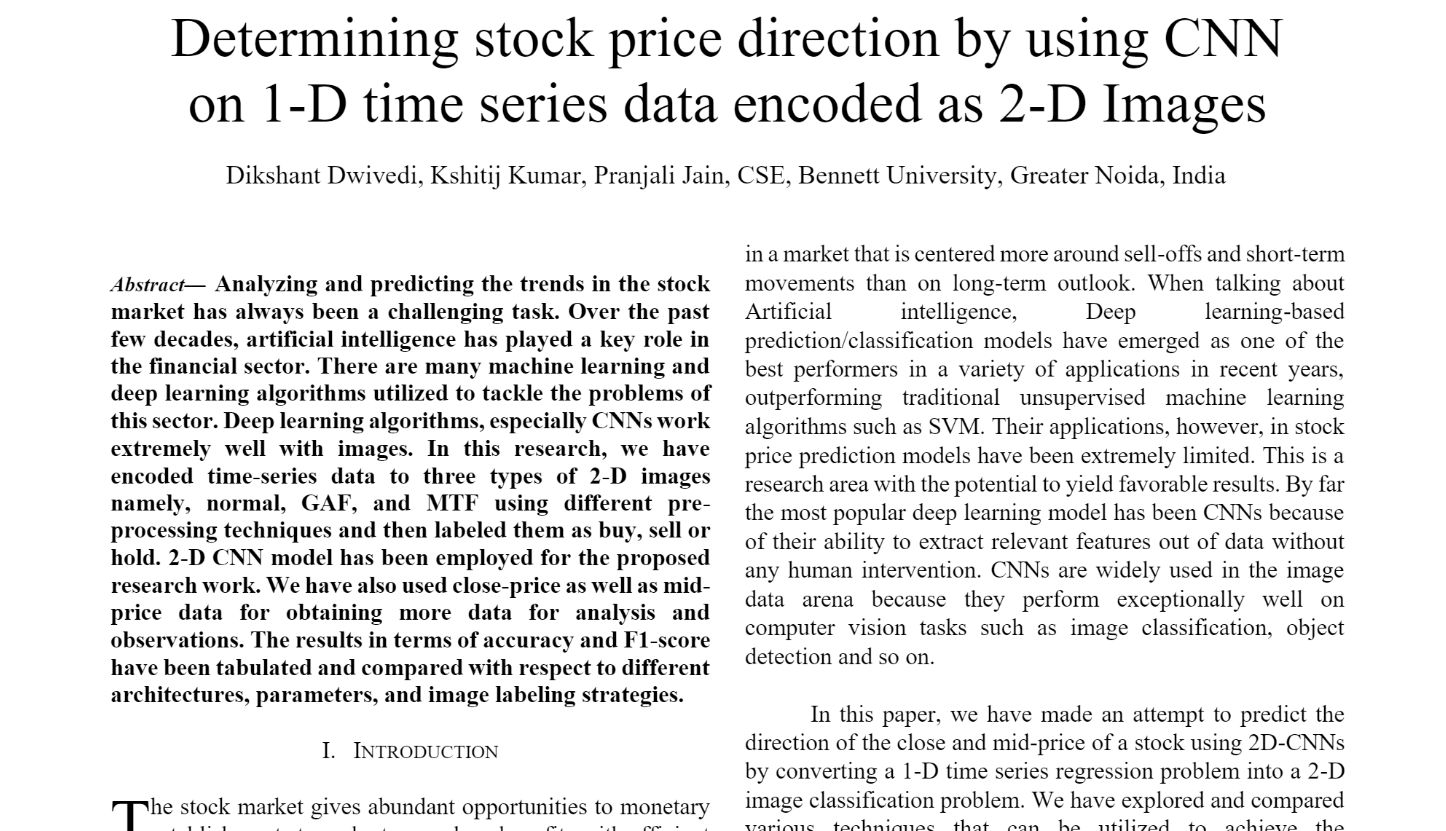 Determining stock price direction by using CNN
on 1-D time series data encoded as 2-D Images
Dikshant Dwivedi, Kshitij Kumar, Pranjali Jain, CSE, Bennett University, Greater Noida, India
Abstract— Analyzing and predicting the trends in the stock
market has always been a challenging task. Over the past
few decades, artificial intelligence has played a key role in
the financial sector. There are many machine learning and
deep learning algorithms utilized to tackle the problems of
this sector. Deep learning algorithms, especially CNNs work
extremely well with images. In this research, we have
encoded time-series data to three types of 2-D images
namely, normal, GAF, and MTF using different pre-
processing techniques and then labeled them as buy, sell or
hold. 2-D CNN model has been employed for the proposed
research work. We have also used close-price as well as mid-
price data for obtaining more data for analysis and
observations. The results in terms of accuracy and F1-score
have been tabulated and compared with respect to different
architectures, parameters, and image labeling strategies.
I. INTRODUCTION
The stock market gives abundant opportunities to monetary
in a market that is centered more around sell-offs and short-term
movements than on long-term outlook. When talking about
Artificial intelligence, Deep learning-based
prediction/classification models have emerged as one of the
best performers in a variety of applications in recent years,
outperforming traditional unsupervised machine learning
algorithms such as SVM. Their applications, however, in stock
price prediction models have been extremely limited. This is a
research area with the potential to yield favorable results. By far
the most popular deep learning model has been CNNs because
of their ability to extract relevant features out of data without
any human intervention. CNNs are widely used in the image
data arena because they perform exceptionally well on
computer vision tasks such as image classification, object
detection and so on.
In this paper, we have made an attempt to predict the
direction of the close and mid-price of a stock using 2D-CNNs
by converting a 1-D time series regression problem into a 2-D
image classification problem. We have explored and compared
various techniques that can be utilized to achieve the